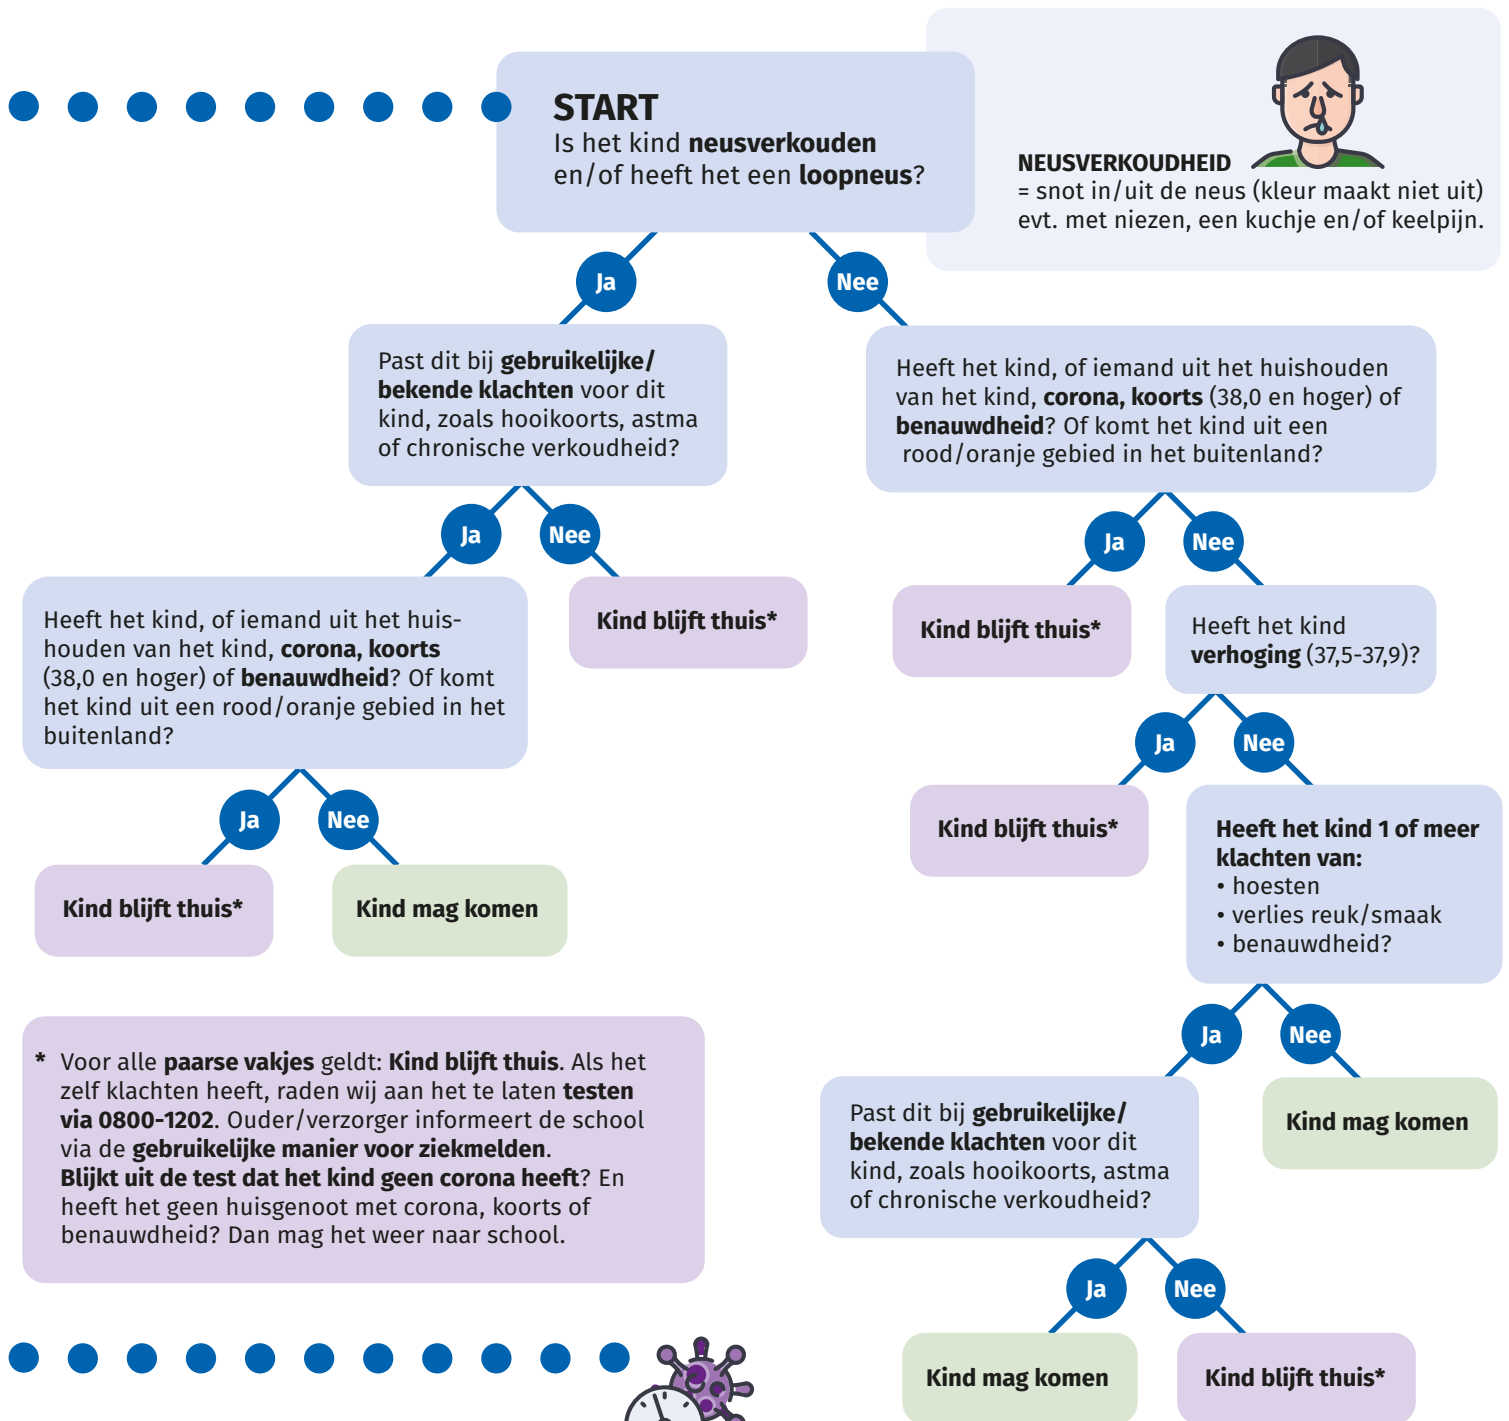 START
Is het kind neusverkouden
en/of heeft het een loopneus?
NEUSVERKOUDHEID
= snot in/uit de neus (kleur maakt niet uit)
evt. met niezen, een kuchje en/of keelpijn.
Ja
Nee
Past dit bij gebruikelijke/
bekende klachten voor dit
kind, zoals hooikoorts, astma
of chronische verkoudheid?
Heeft het kind, of iemand uit het huishouden
van het kind, corona, koorts (38,0 en hoger) of
benauwdheid? Of komt het kind uit een
rood/oranje gebied in het buitenland?
Ja
Nee
Ja
Nee
Heeft het kind, of iemand uit het huis-
houden van het kind, corona, koorts
(38,0 en hoger) of benauwdheid? Of komt
het kind uit een rood/oranje gebied in het
buitenland?
Kind blijft thuis*
Kind blijft thuis*
Heeft het kind
verhoging (37,5-37,9)?
Ja
Nee
Ja
Nee
Kind blijft thuis*
Kind mag komen
Kind blijft thuis*
Heeft het kind 1 of meer
klachten van:
• hoesten
• verlies reuk/smaak
• benauwdheid?
Ja
Nee
* Voor alle paarse vakjes geldt: Kind blijft thuis. Als het
zelf klachten heeft, raden wij aan het te laten testen
via 0800-1202. Ouder/verzorger informeert de school
via de gebruikelijke manier voor ziekmelden.
Blijkt uit de test dat het kind geen corona heeft? En
heeft het geen huisgenoot met corona, koorts of
benauwdheid? Dan mag het weer naar school.
Past dit bij gebruikelijke/
bekende klachten voor dit
kind, zoals hooikoorts, astma
of chronische verkoudheid?
Kind mag komen
Ja
Nee
Kind mag komen
Kind blijft thuis*